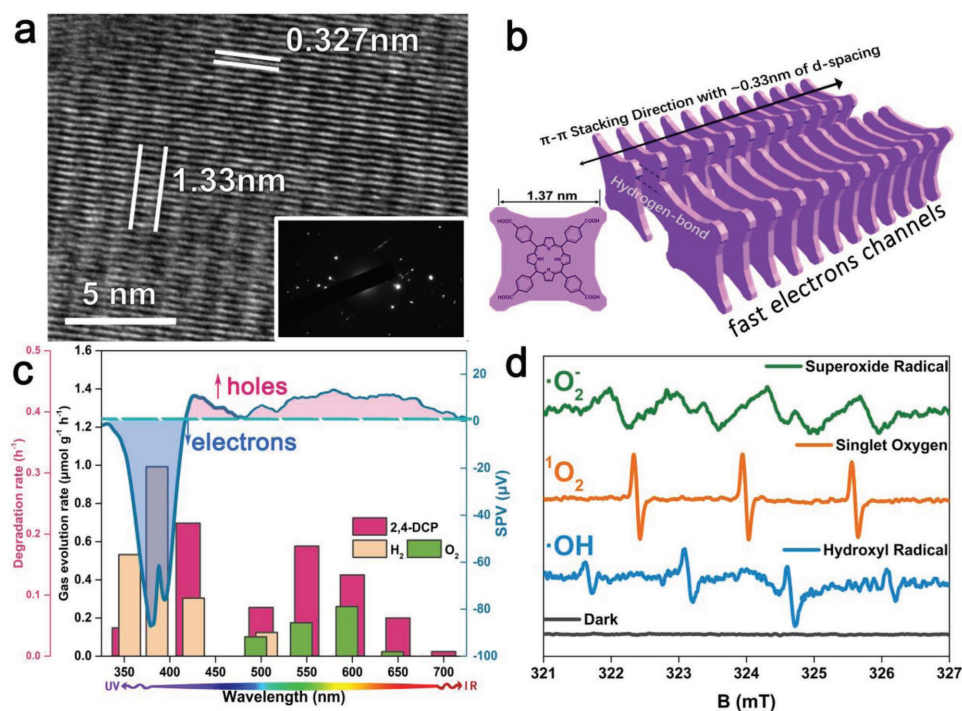 a
0.327nm
1.33nm
5 nm
b
π-π Stacking Direction with ~0.33nm of d-spacing
Hydrogen-bond
fast electrons channels
1.37 nm
HOOC
COOH
NH
HN
N
N
HOOC
COOH
c
holes
electrons
2,4-DCP
H2
O2
Degradation rate (h-1)
0.5
0.4
0.3
0.2
0.1
0.0
Gas evolution rate (μmol g-1 h-1)
1.6
1.4
1.2
1.0
0.8
0.6
0.4
0.2
0.0
20
0
-20
-40
-60
-80
-100
SPV (μV)
350 400 450 500 550 600 650 700
UV
IR
Wavelength (nm)
d
·O2-
Superoxide Radical
1O2
Singlet Oxygen
·OH
Hydroxyl Radical
Dark
321 322 323 324 325 326 327
B (mT)